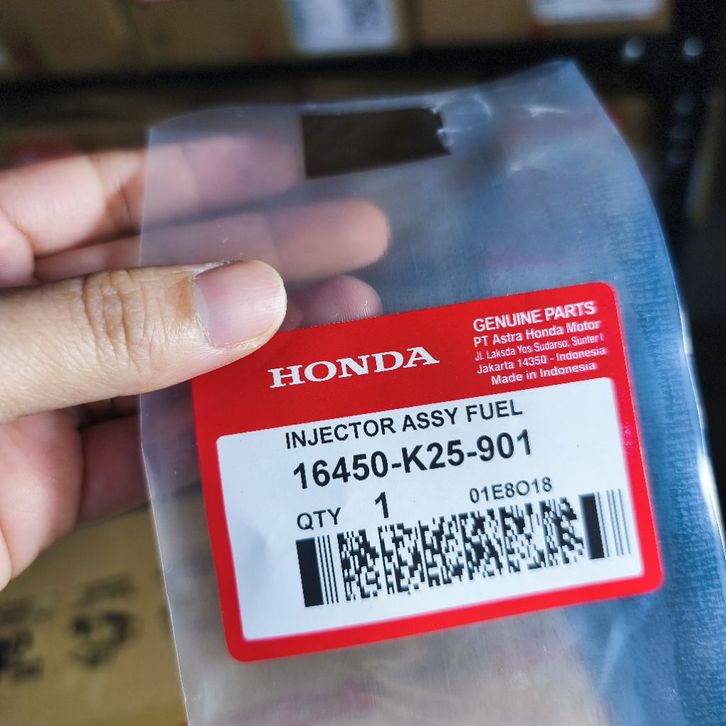 HONDA
GENUINE PARTS
PT Astra Honda Motor
Jl. Laksda Yos Sudarso, Sunter I
Jakarta 14350 - Indonesia
Made in Indonesia
INJECTOR ASSY FUEL
16450-K25-901
QTY 1
01E8O18